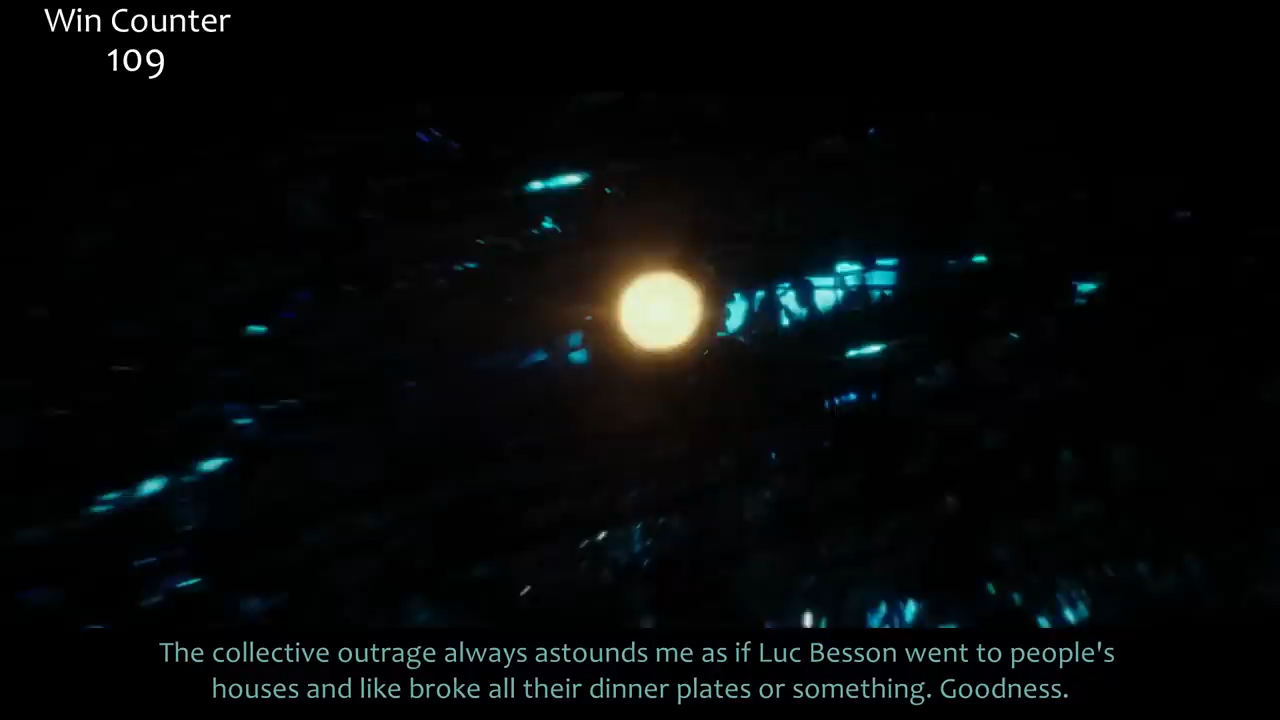 Win Counter
109
The collective outrage always astounds me as if Luc Besson went to people's
houses and like broke all their dinner plates or something. Goodness.